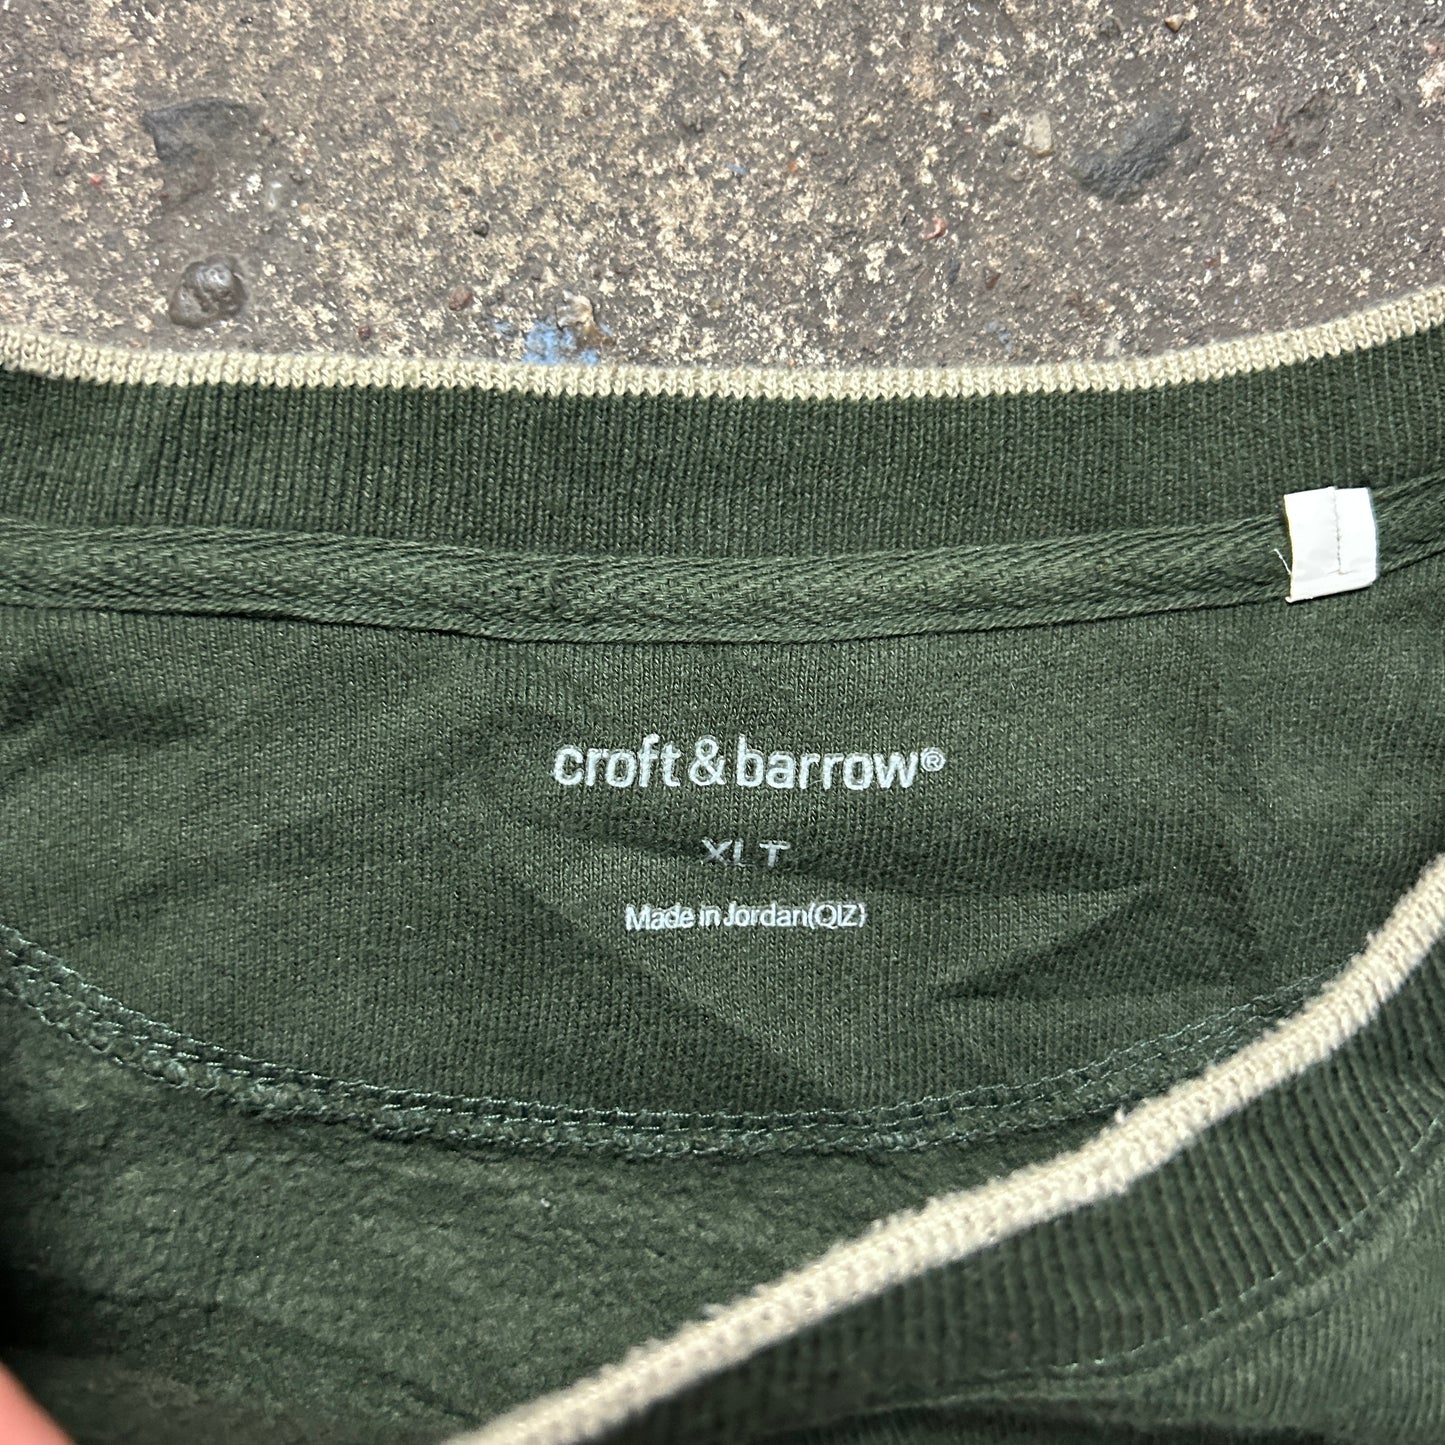 croft & barrow®
XLT
Made in Jordan(QIZ)